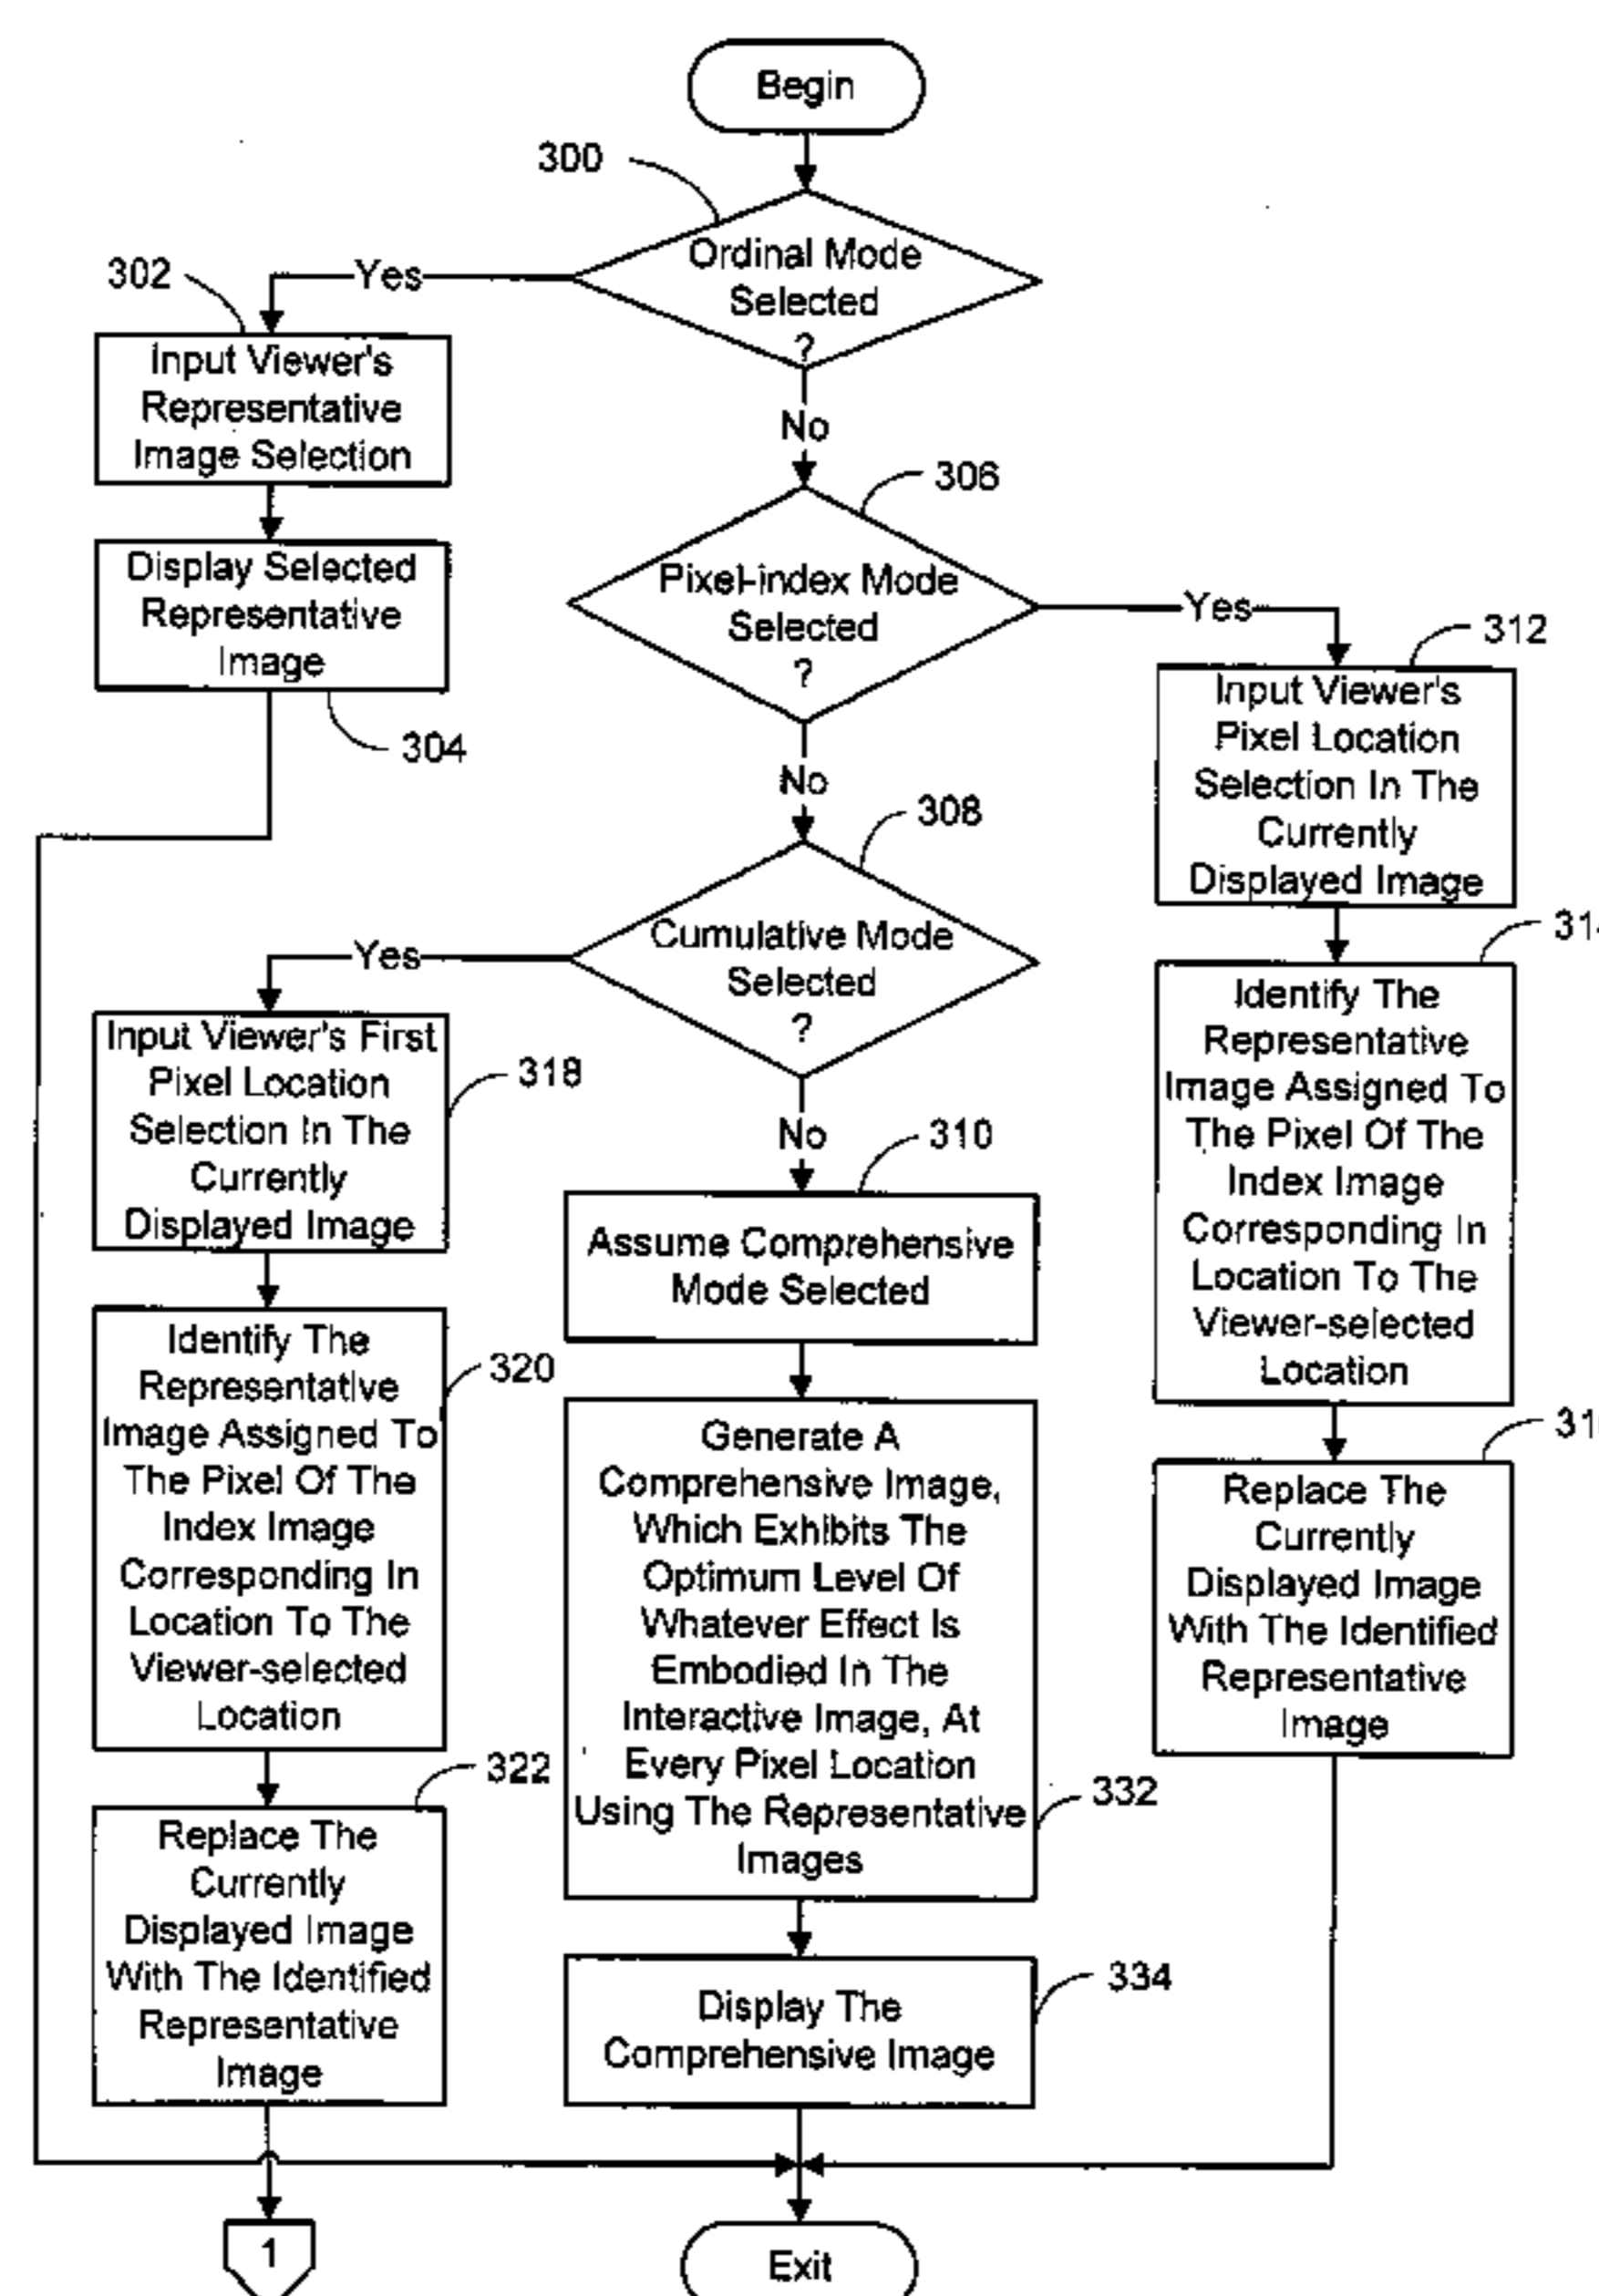 Begin
300
Ordinal Mode
Selected
?
Yes
302
Input Viewer's
Representative
Image Selection
Display Selected
Representative
Image
304
No
306
Pixel-index Mode
Selected
?
Yes
312
Input Viewer's
Pixel Location
Selection In The
Currently
Displayed Image
Identify The
Representative
Image Assigned To
The Pixel Of The
Index Image
Corresponding In
Location To The
Viewer-selected
Location
Replace The
Currently
Displayed Image
With The Identified
Representative
Image
No
308
Cumulative Mode
Selected
?
Yes
Input Viewer's First
Pixel Location
Selection In The
Currently
Displayed Image
318
Identify The
Representative
Image Assigned To
The Pixel Of The
Index Image
Corresponding In
Location To The
Viewer-selected
Location
320
322
Replace The
Currently
Displayed Image
With The Identified
Representative
Image
1
No
310
Assume Comprehensive
Mode Selected
Generate A
Comprehensive Image,
Which Exhibits The
Optimum Level Of
Whatever Effect Is
Embodied In The
Interactive Image, At
Every Pixel Location
Using The Representative
Images
332
Display The
Comprehensive Image
334
Exit